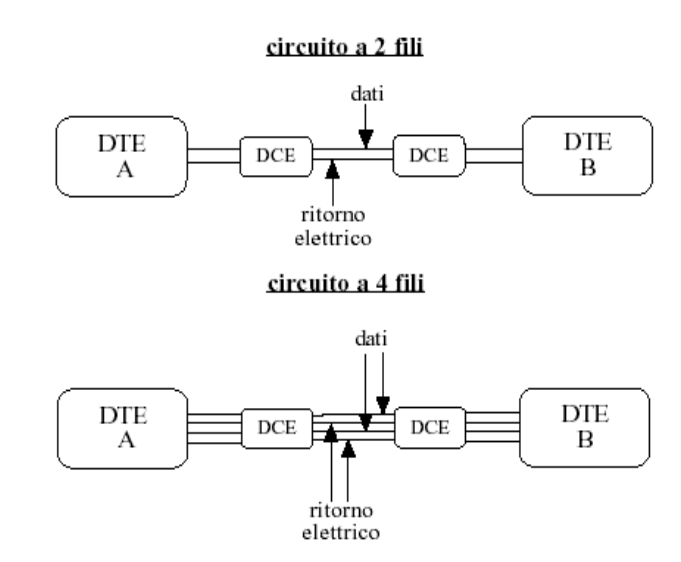 circuito a 2 fili
dati
DTE
A
DCE
DCE
DTE
B
ritorno
elettrico
circuito a 4 fili
dati
DTE
A
DCE
DCE
DTE
B
ritorno
elettrico